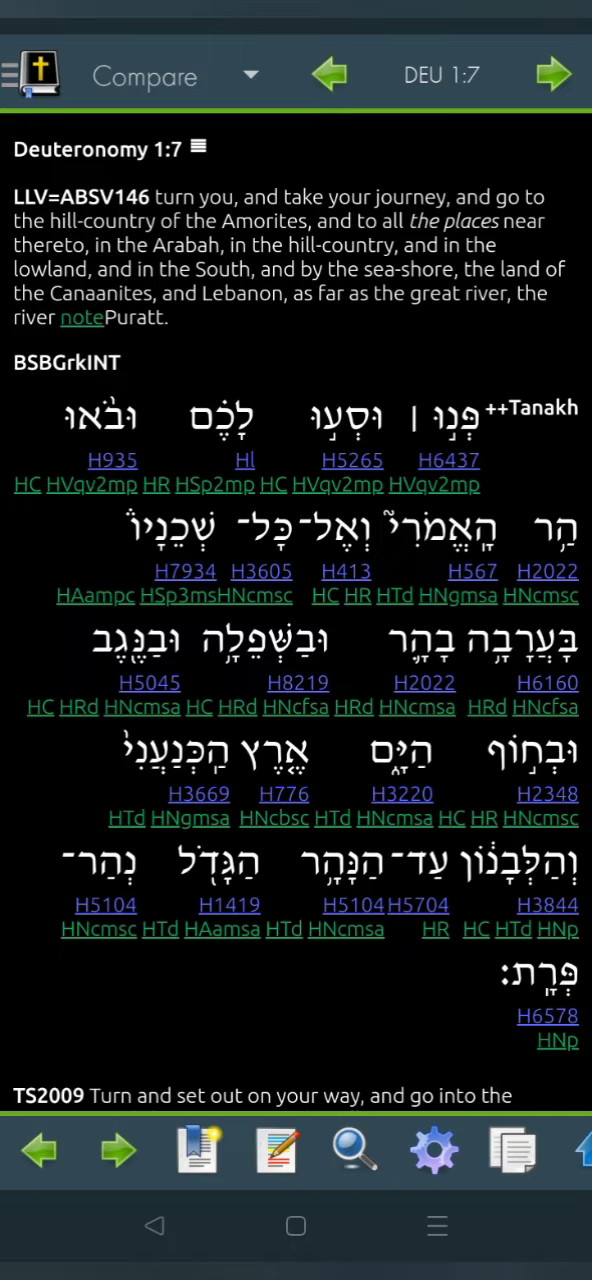 Compare
DEU 1:7
Deuteronomy 1:7
LLV=ABSV146 turn you, and take your journey, and go to
the hill-country of the Amorites, and to all the places near
thereto, in the Arabah, in the hill-country, and in the
lowland, and in the South, and by the sea-shore, the land of
the Canaanites, and Lebanon, as far as the great river, the
river notePuratt.
BSBGrkINT
++Tanakh פְּנ֣וּ ׀ וּסְע֣וּ לָכֶ֗ם וּבֹ֨אוּ
H935 Hl H5265 H6437
HC HVqv2mp HR HSp2mp HC HVqv2mp HVqv2mp
הַ֥ר הָֽאֱמֹרִי֮ וְאֶל־ כָּל־ שְׁכֵנָיו֒
H7934 H3605 H413 H567 H2022
HAampc HSp3msHNcmsc HC HR HTd HNgmsa HNcmsc
בָּעֲרָבָ֥ה בָהָ֛ר וּבַשְּׁפֵלָ֥ה וּבַנֶּ֖גֶב
H5045 H8219 H2022 H6160
HC HRd HNcmsa HC HRd HNcfsa HRd HNcmsa HRd HNcfsa
וּבְח֣וֹף הַיָּ֑ם אֶ֤רֶץ הַֽכְּנַעֲנִי֙
H3669 H776 H3220 H2348
HTd HNgmsa HNcbsc HTd HNcmsa HC HR HNcmsc
וְהַלְּבָנ֔וֹן עַד־ הַנָּהָ֥ר הַגָּדֹ֖ל נְהַר־
H5104 H1419 H5104 H5704 H3844
HNcmsc HTd HAamsa HTd HNcmsa HR HC HTd HNp
פְּרָֽת׃
H6578
HNp
TS2009 Turn and set out on your way, and go into the